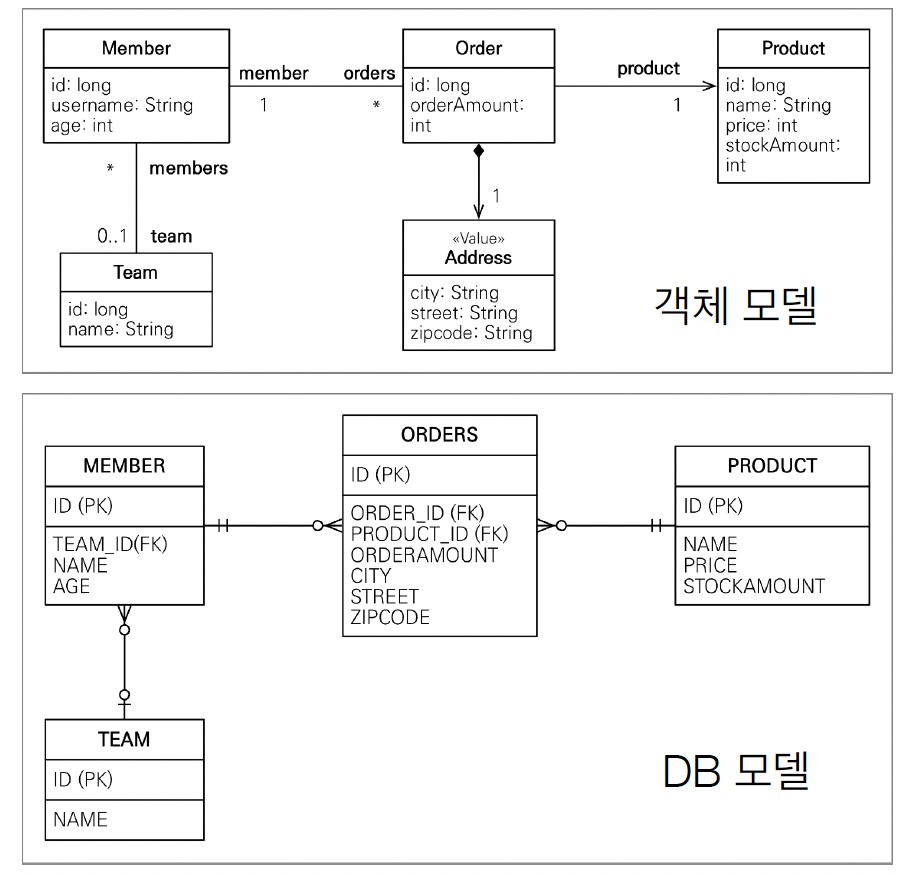 Member
id: long
username: String
age: int
member
1
orders
*
Order
id: long
orderAmount:
int
product
1
Product
id: long
name: String
price: int
stockAmount:
int
*
members
0..1
team
Team
id: long
name: String
1
«Value»
Address
city: String
street: String
zipcode: String
객체 모델
MEMBER
ID (PK)
TEAM_ID(FK)
NAME
AGE
ORDERS
ID (PK)
ORDER_ID (FK)
PRODUCT_ID (FK)
ORDERAMOUNT
CITY
STREET
ZIPCODE
PRODUCT
ID (PK)
NAME
PRICE
STOCKAMOUNT
TEAM
ID (PK)
NAME
DB 모델